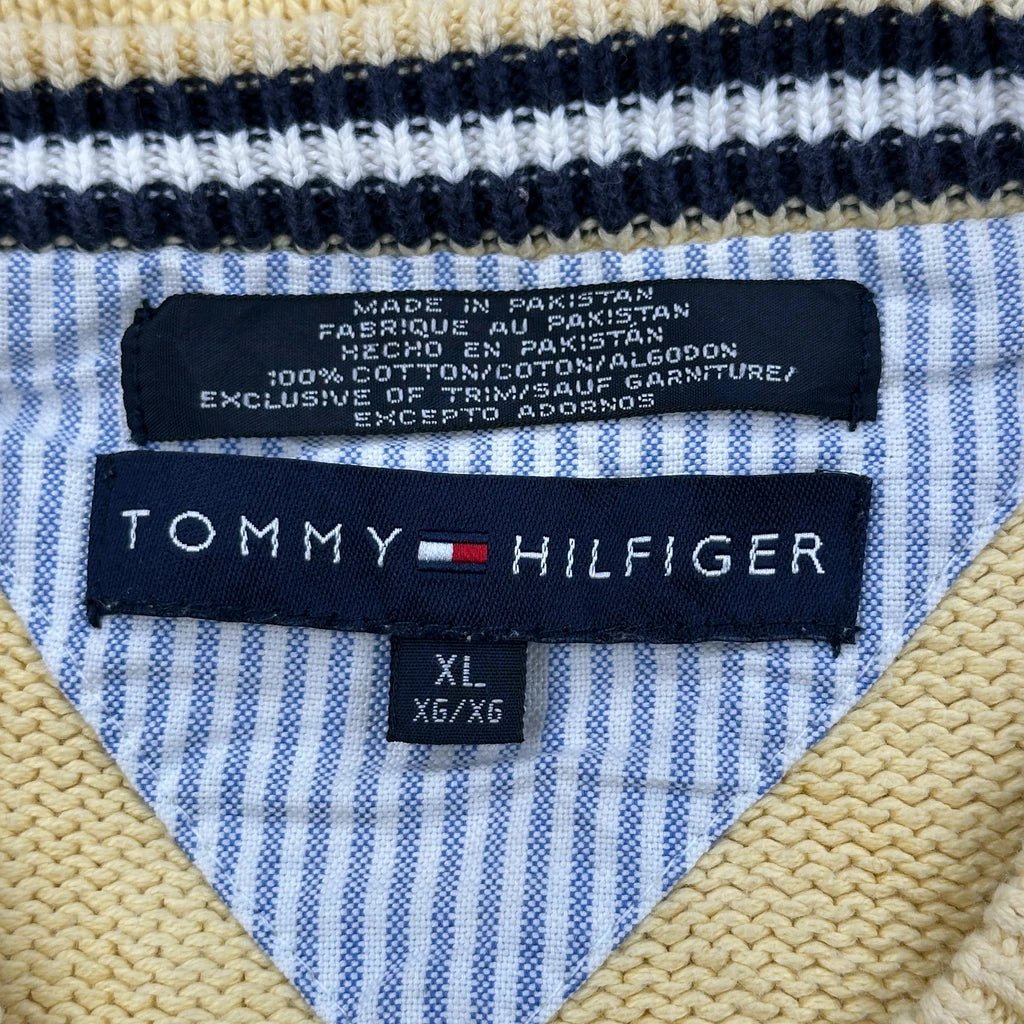 MADE IN PAKISTAN
FABRIQUE AU PAKISTAN
HECHO EN PAKISTÁN
100% COTTON/COTON/ALGODON
EXCLUSIVE OF TRIM/SAUF GARNITURE/
EXCEPTO ADORNOS
TOMMY HILFIGER
XL
XG/XG